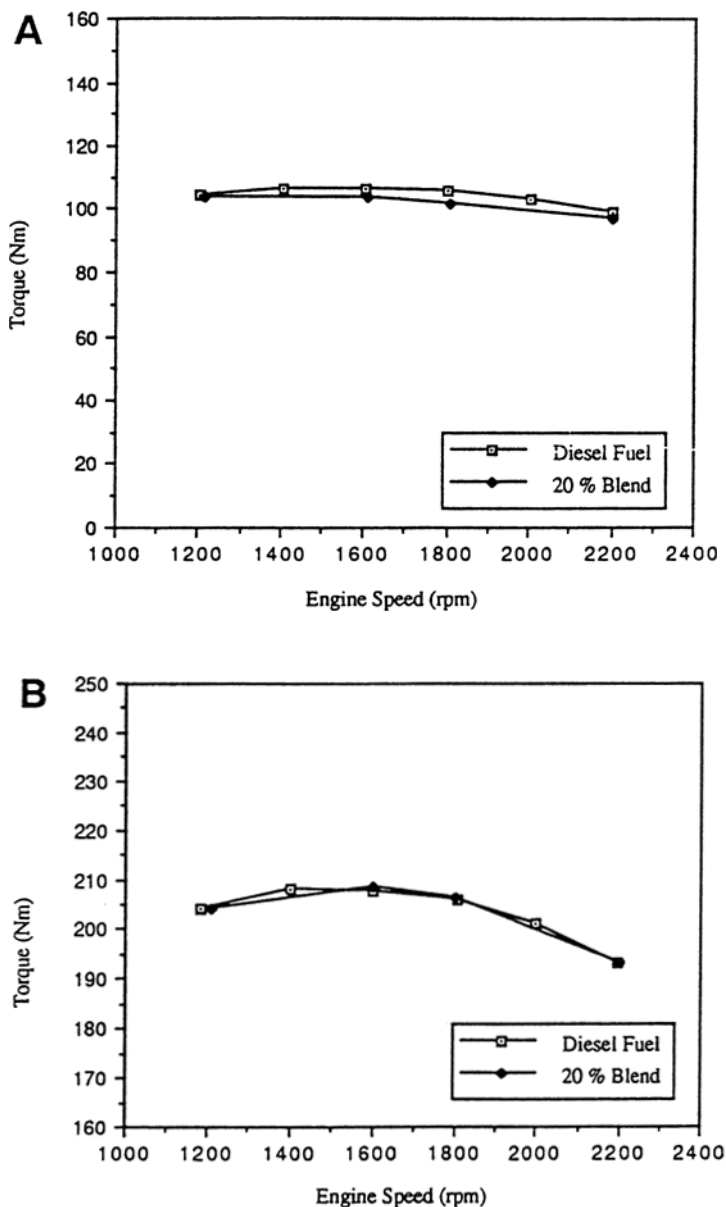 A
160
140
120
100
80
60
40
20
0
Torque (Nm)
Diesel Fuel
20 % Blend
1000 1200 1400 1600 1800 2000 2200 2400
Engine Speed (rpm)
B
250
240
230
220
210
200
190
180
170
160
Torque (Nm)
Diesel Fuel
20 % Blend
1000 1200 1400 1600 1800 2000 2200 2400
Engine Speed (rpm)